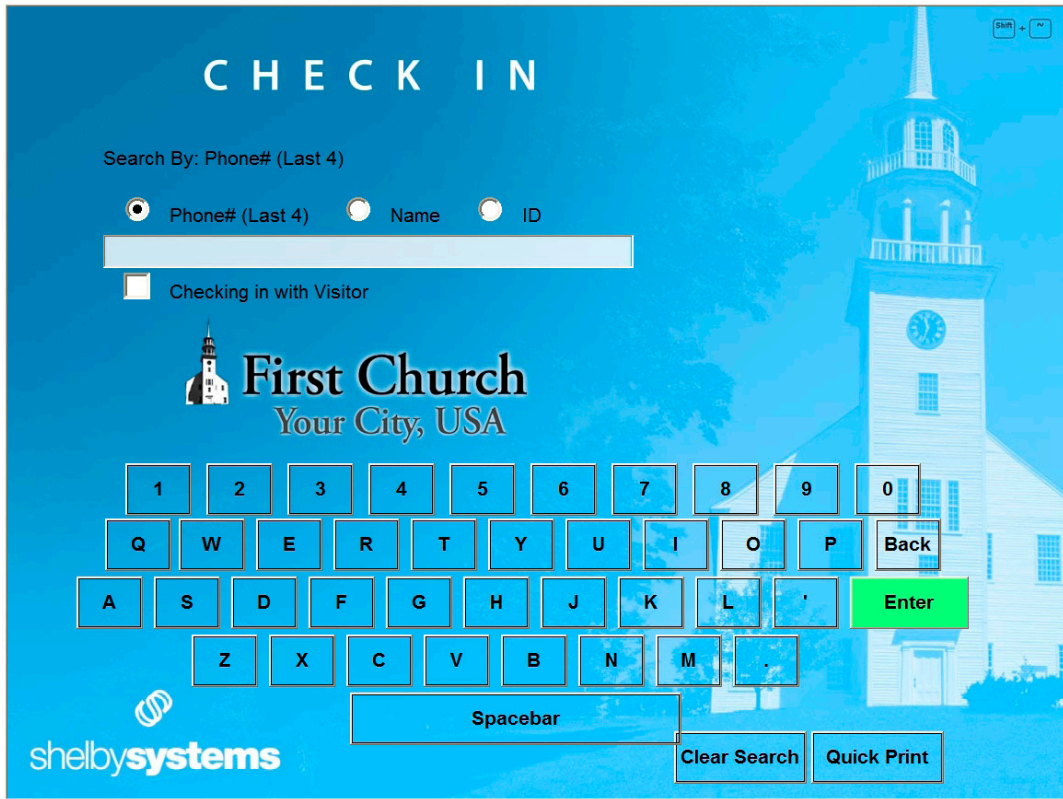 Shift + ~
CHECK IN
Search By: Phone# (Last 4)
Phone# (Last 4) Name ID
Checking in with Visitor
First Church
Your City, USA
1 2 3 4 5 6 7 8 9 0
Q W E R T Y U I O P Back
A S D F G H J K L ' Enter
Z X C V B N M .
Spacebar
shelbysystems
Clear Search Quick Print